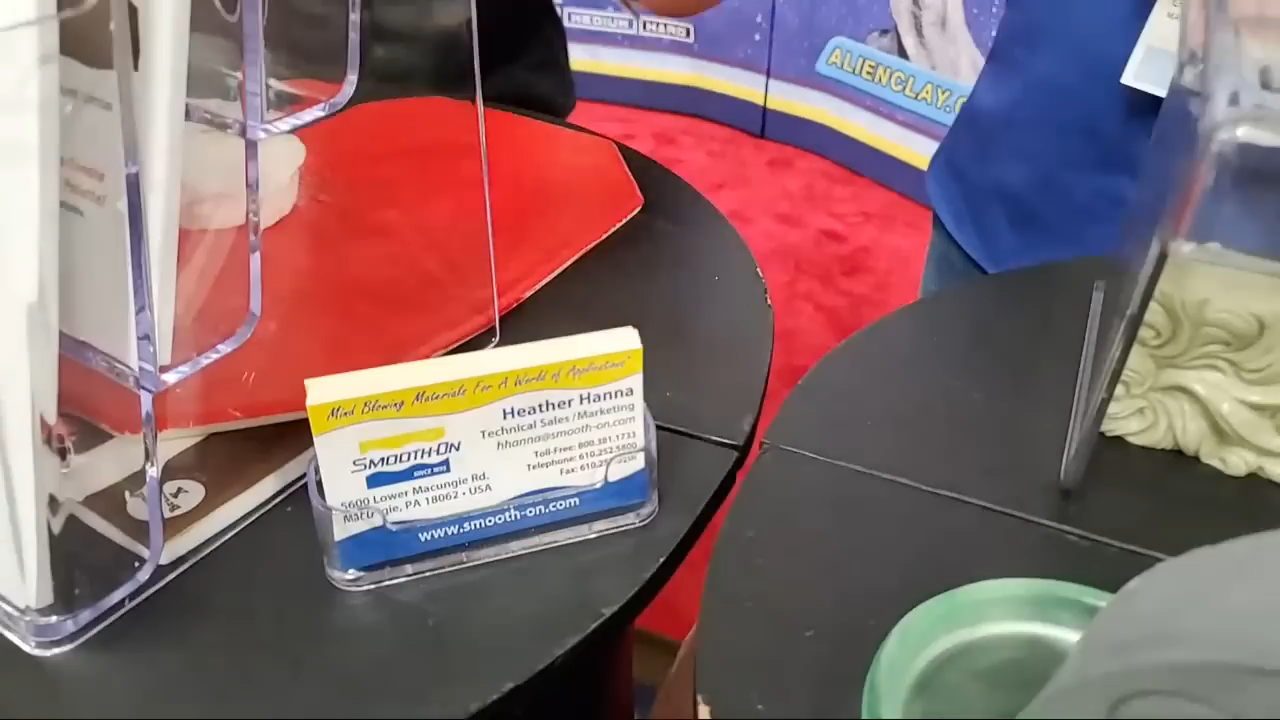 MEDIUM HARD
ALIENCLAY.
Mind Blowing Materials For A World of Applications
Heather Hanna
Technical Sales/Marketing
hhanna@smooth-on.com
Toll-Free: 800.381.1733
Telephone: 610.252.5800
Fax: 610.
SMOOTH-ON
SINCE 1895
5600 Lower Macungie Rd.
Macungie, PA 18062 • USA
www.smooth-on.com